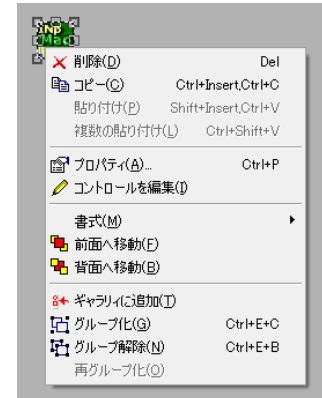 INP
Mac
削除(D) Del
コピー(C) Ctrl+Insert,Ctrl+C
貼り付け(P) Shift+Insert,Ctrl+V
複数の貼り付け(L) Ctrl+Shift+V
プロパティ(A)... Ctrl+P
コントロールを編集(I)
書式(M)
前面へ移動(F)
背面へ移動(B)
ギャラリィに追加(T)
グループ化(G) Ctrl+E+C
グループ解除(N) Ctrl+E+B
再グループ化(O)